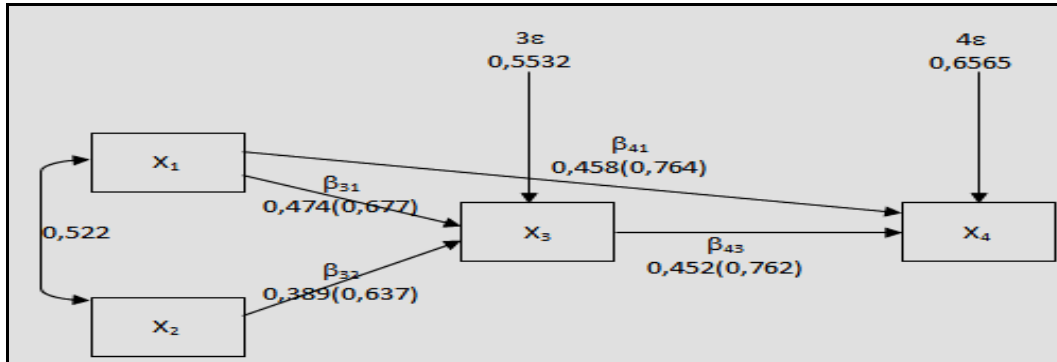 3ε
0,5532
4ε
0,6565
X₁
β₄₁
0,458(0,764)
β₃₁
0,474(0,677)
0,522
X₃
X₄
β₄₃
0,452(0,762)
β₃₂
0,389(0,637)
X₂